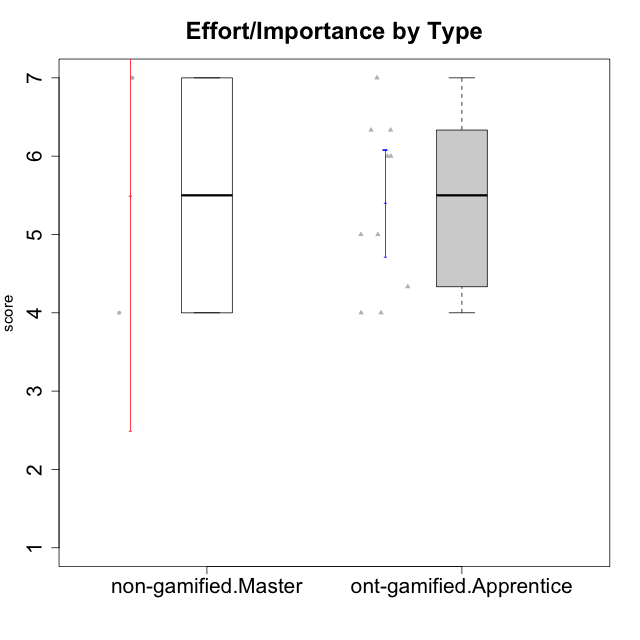 Effort/Importance by Type
7
6
5
4
3
2
1
score
non-gamified.Master
ont-gamified.Apprentice